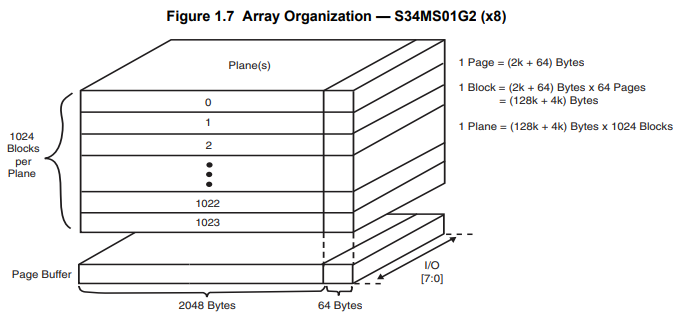 Figure 1.7 Array Organization — S34MS01G2 (x8)
Plane(s)
1 Page = (2k + 64) Bytes
1 Block = (2k + 64) Bytes x 64 Pages
= (128k + 4k) Bytes
1 Plane = (128k + 4k) Bytes x 1024 Blocks
1024
Blocks
per
Plane
0
1
2
1022
1023
Page Buffer
I/O
[7:0]
2048 Bytes
64 Bytes